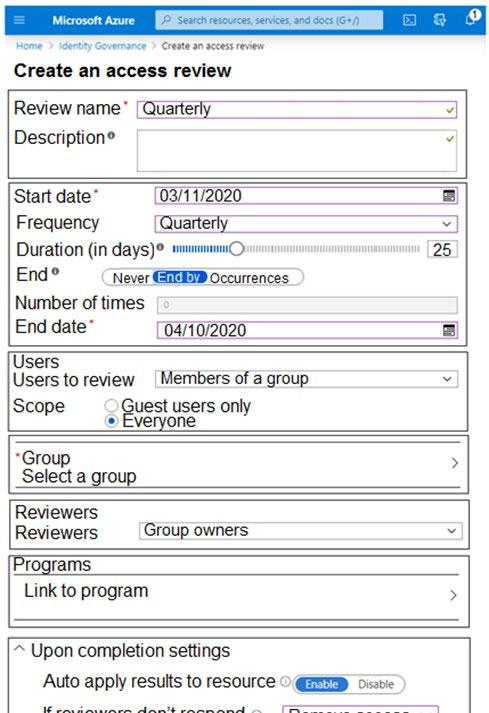 Microsoft Azure
Search resources, services, and docs (G+/)
1
Home > Identity Governance > Create an access review
Create an access review
Review name* Quarterly
Description
Start date* 03/11/2020
Frequency Quarterly
Duration (in days) 25
End Never End by Occurrences
Number of times 0
End date* 04/10/2020
Users
Users to review Members of a group
Scope Guest users only
Everyone
*Group
Select a group
Reviewers
Reviewers Group owners
Programs
Link to program
Upon completion settings
Auto apply results to resource Enable Disable
If reviewers don't respond Remove access